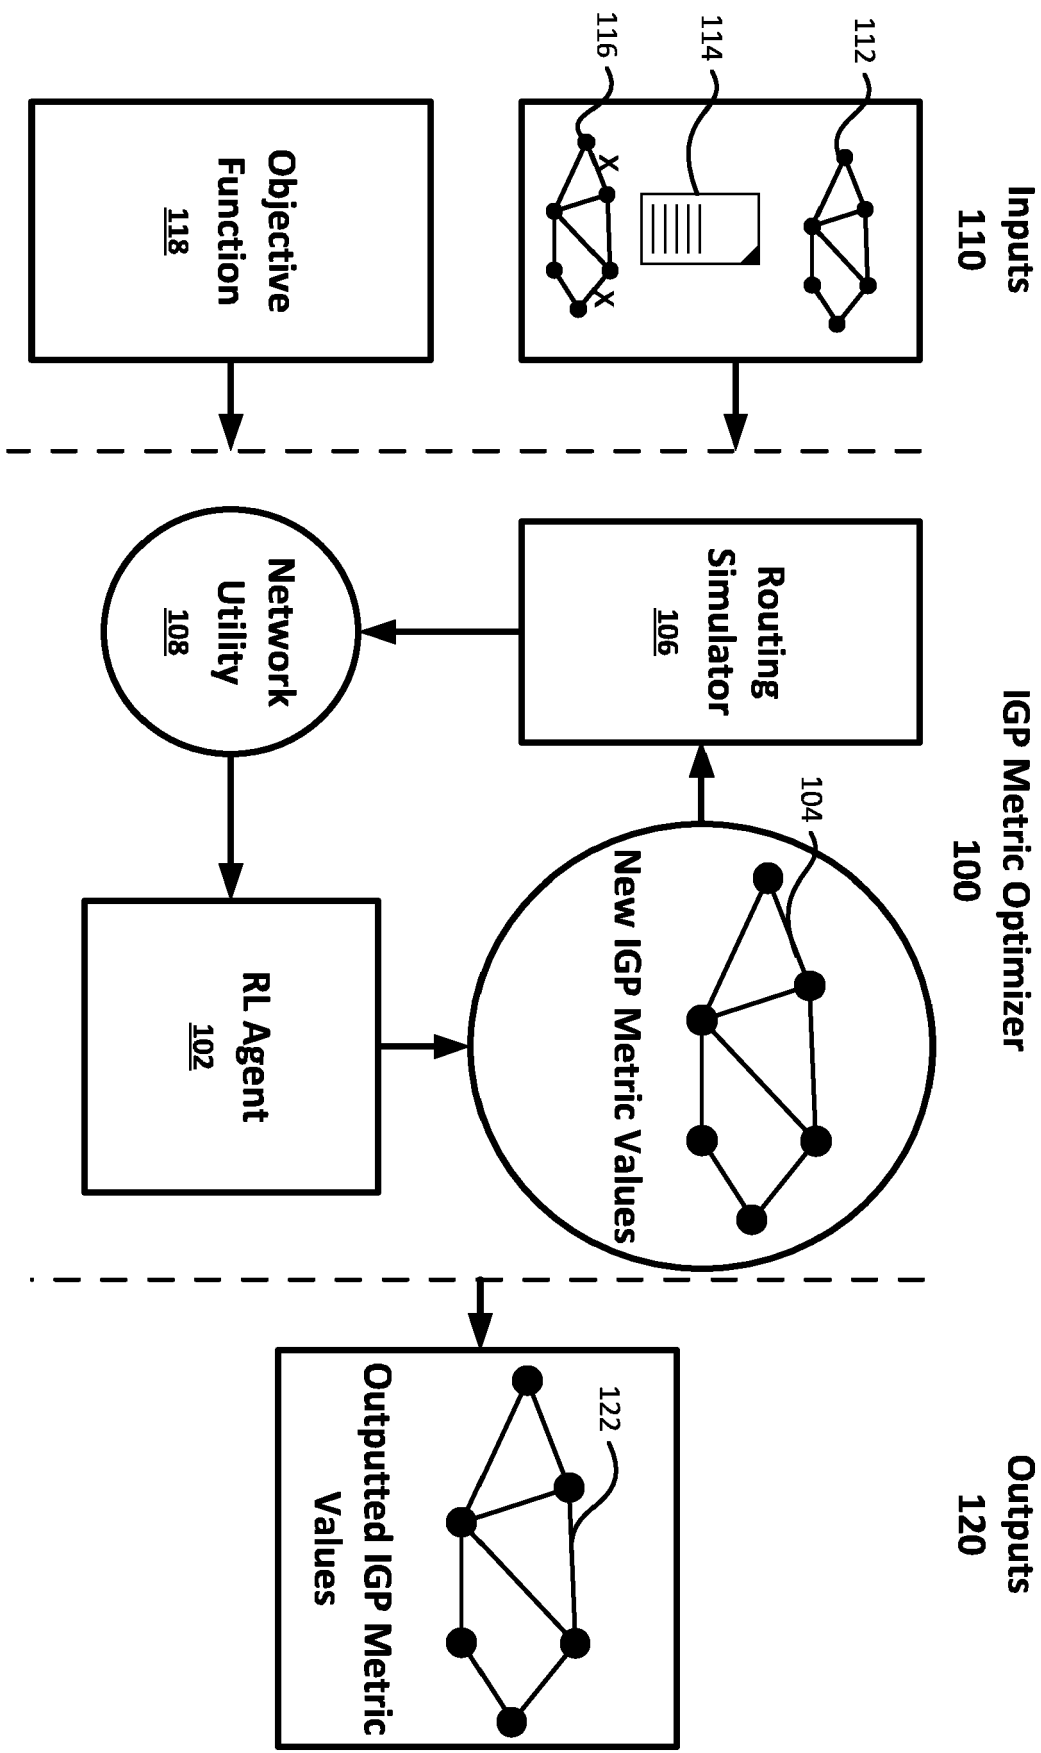 Inputs
110
112
114
116
x
x
Objective
Function
118
IGP Metric Optimizer
100
Routing
Simulator
106
Network
Utility
108
104
New IGP Metric Values
RL Agent
102
Outputs
120
122
Outputted IGP Metric
Values